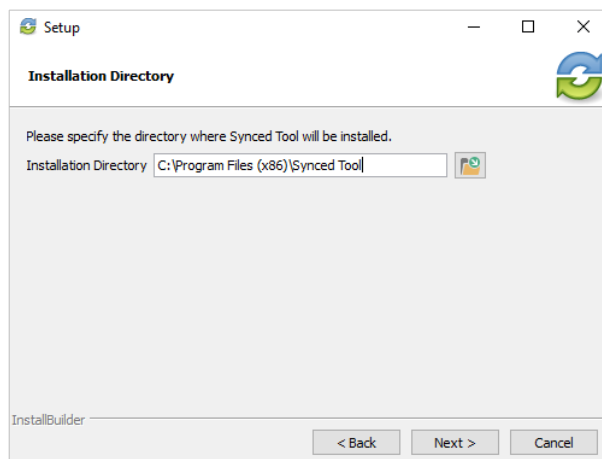 Setup
Installation Directory
Please specify the directory where Synced Tool will be installed.
Installation Directory C:\Program Files (x86)\Synced Tool
InstallBuilder
< Back Next > Cancel